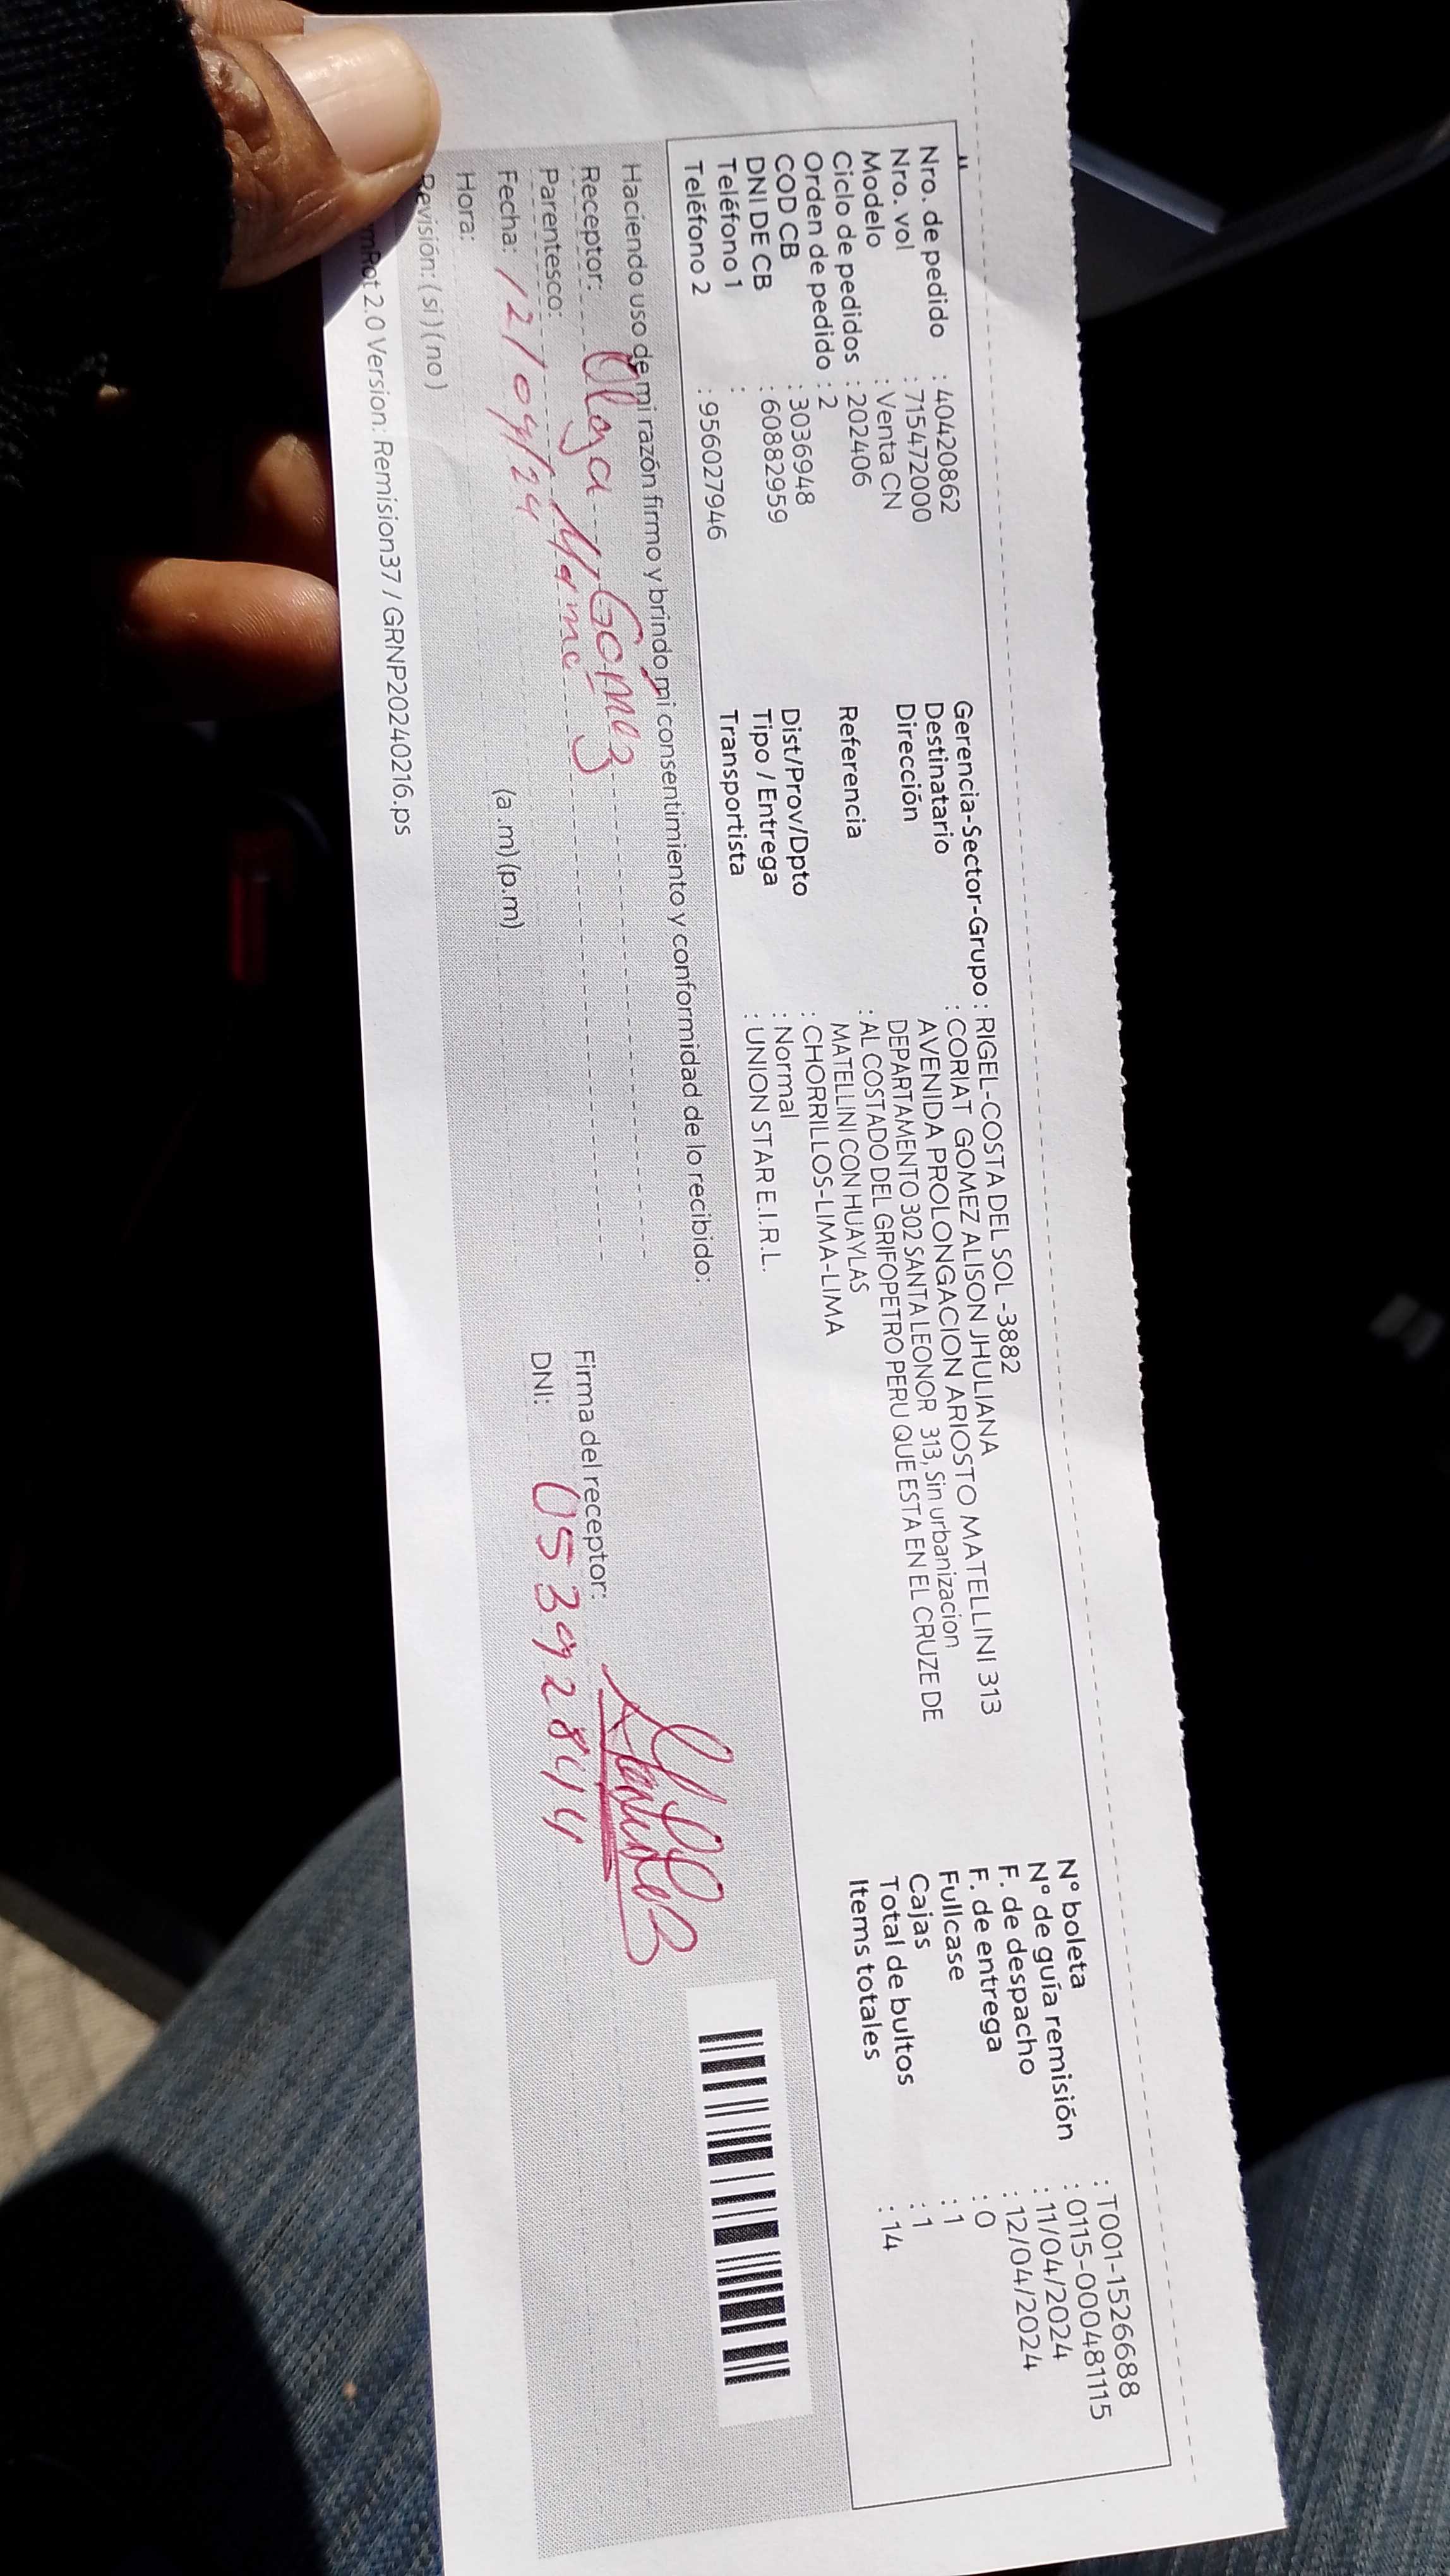 Nro. de pedido : 40420862
Nro. vol : 715472000
Modelo : Venta CN
Ciclo de pedidos : 202406
Orden de pedido : 2
COD CB : 3036948
DNI DE CB : 60882959
Teléfono 1 :
Teléfono 2 : 956027946
Gerencia-Sector-Grupo : RIGEL-COSTA DEL SOL -3882
Destinatario : CORIAT GOMEZ ALISON JHULIANA
Dirección AVENIDA PROLONGACION ARIOSTO MATELLINI 313
DEPARTAMENTO 302 SANTA LEONOR 313, Sin urbanizacion
Referencia : AL COSTADO DEL GRIFOPETRO PERU QUE ESTA EN EL CRUZE DE
MATELLINI CON HUAYLAS
Dist/Prov/Dpto : CHORRILLOS-LIMA-LIMA
Tipo / Entrega : Normal
Transportista : UNION STAR E.I.R.L.
N° boleta : T001-1526688
N° de guía remisión : 0115-000481115
F. de despacho : 11/04/2024
F. de entrega : 12/04/2024
Fullcase : 0
Cajas : 1
Total de bultos : 1
Items totales : 14
Haciendo uso de mi razón firmo y brindo mi consentimiento y conformidad de lo recibido:
Receptor: Olga Gómez
Parentesco:
Fecha: 12/04/24
Hora: (a.m) (p.m)
Revisión: ( si ) ( no )
Firma del receptor:
DNI: 05392844
2.0 Version: Remision37 / GRNP20240216.ps